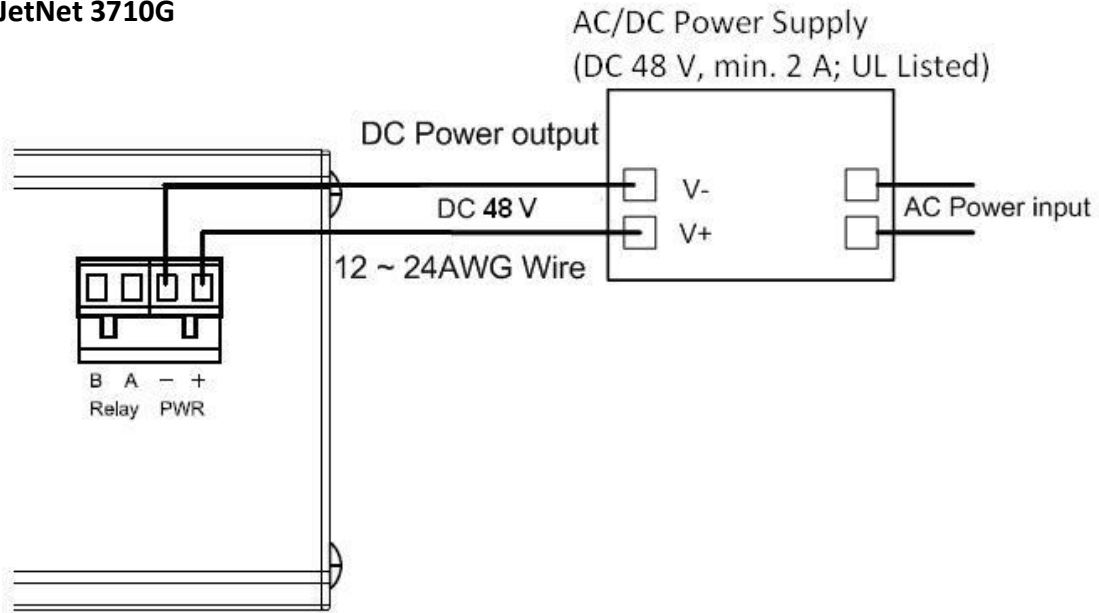 JetNet 3710G
AC/DC Power Supply
(DC 48 V, min. 2 A; UL Listed)
DC Power output
V-
DC 48 V
AC Power input
V+
12 ~ 24AWG Wire
B A − +
Relay PWR